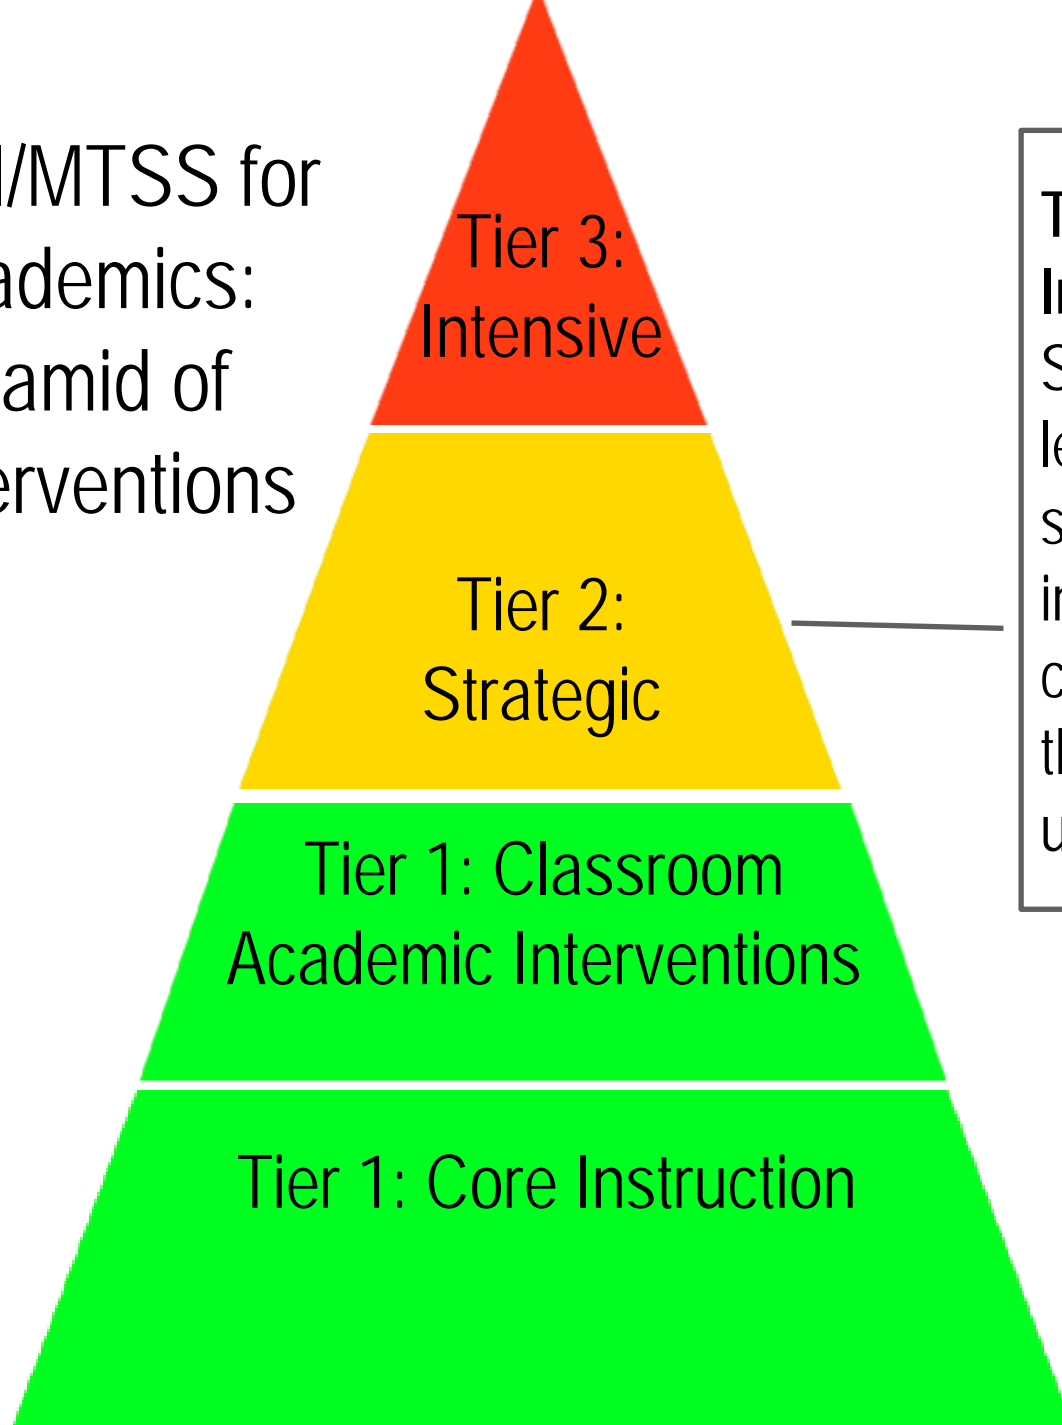 /MTSS for
ademics:
amid of
erventions
Tier 3:
Intensive
Tier 2:
Strategic
Tier 1: Classroom
Academic Interventions
Tier 1: Core Instruction
T
S
le
s
c
u